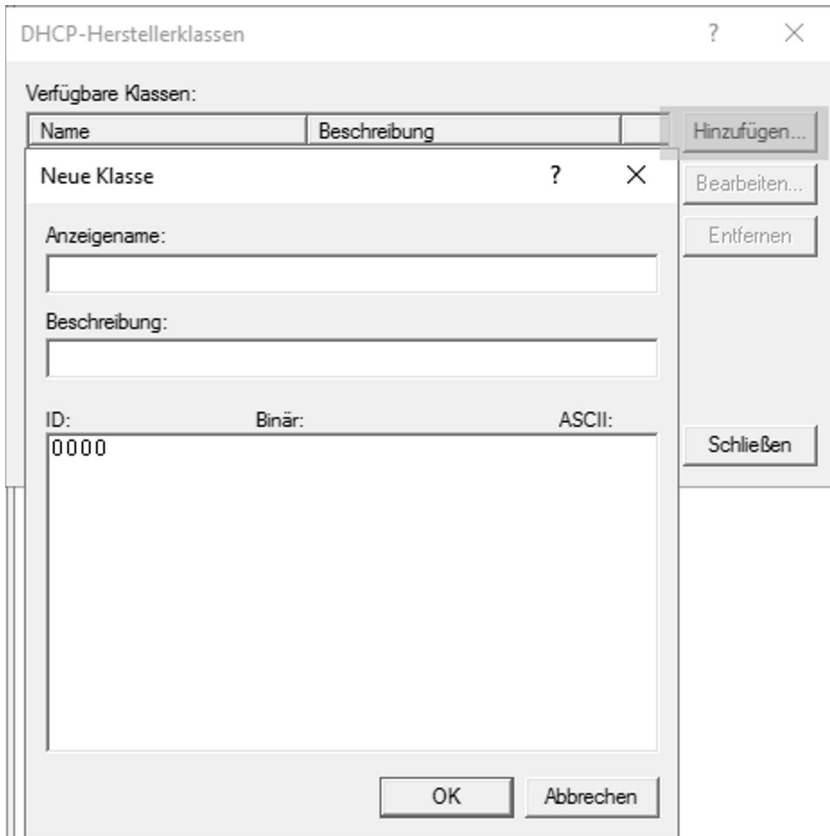 DHCP-Herstellerklassen ?
Verfügbare Klassen:
Name Beschreibung Hinzufügen...
Neue Klasse ? Bearbeiten...
Anzeigename: Entfernen
Beschreibung:
ID: Binär: ASCII:
0000 Schließen
OK Abbrechen